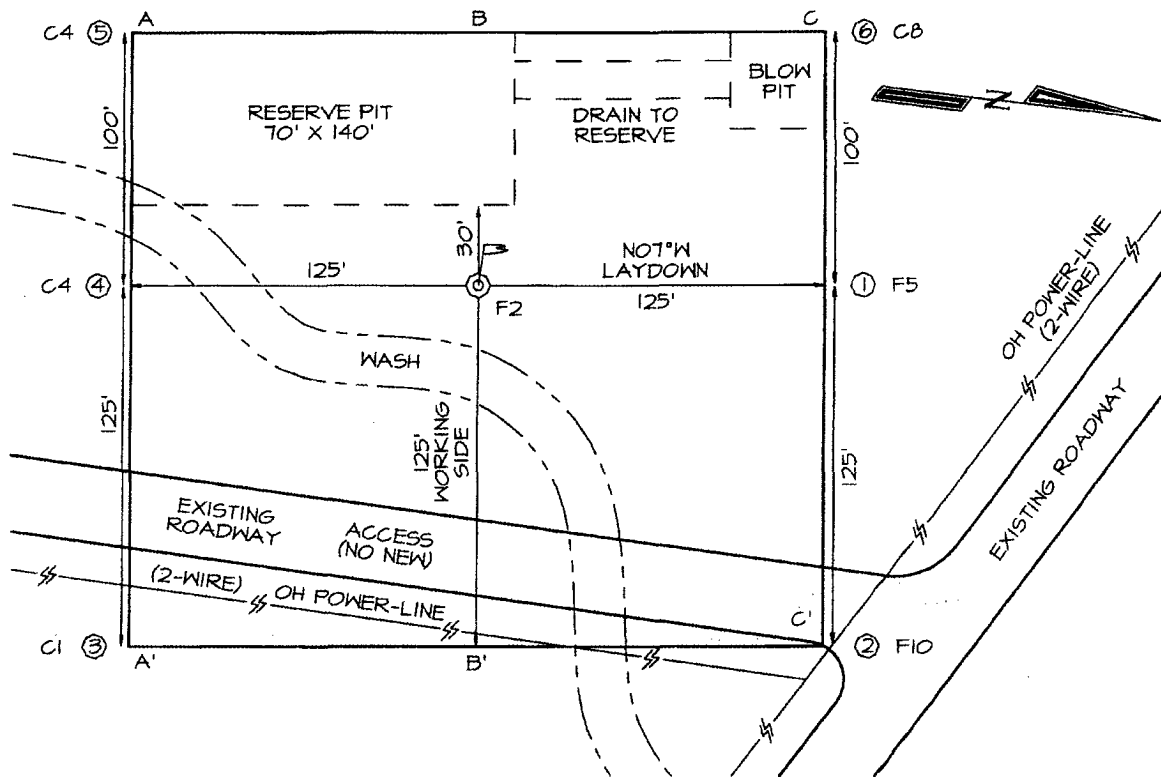 A
B
C
C4 ⑤
⑥ C8
RESERVE PIT
70' X 140'
DRAIN TO
RESERVE
BLOW
PIT
N
100'
100'
30'
125'
N07°W
LAYDOWN
125'
C4 ④
F2
① F5
OH POWER-LINE
(2-WIRE)
WASH
125'
125'
WORKING
SIDE
125'
EXISTING ROADWAY
EXISTING
ROADWAY
ACCESS
(NO NEW)
(2-WIRE) OH POWER-LINE
C1 ③
② F10
A'
B'
C'